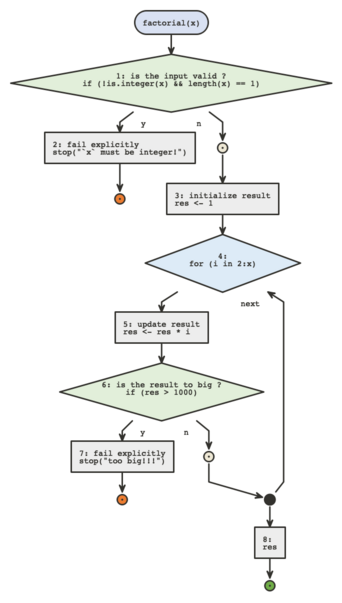 factorial(x)
1: is the input valid ?
if (!is.integer(x) && length(x) == 1)
y
n
2: fail explicitly
stop("`x` must be integer!")
3: initialize result
res <- 1
4:
for (i in 2:x)
next
5: update result
res <- res * i
6: is the result to big ?
if (res > 1000)
y
n
7: fail explicitly
stop("too big!!!")
8:
res